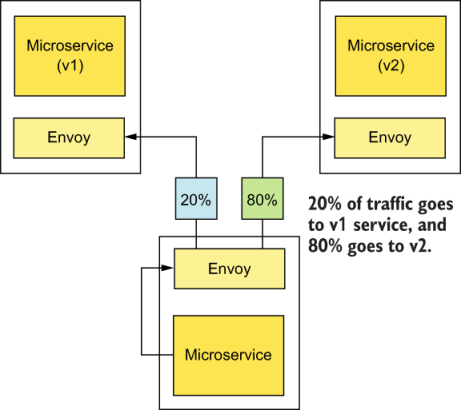 Microservice
(v1)
Microservice
(v2)
Envoy
Envoy
20%
80%
20% of traffic goes
to v1 service, and
80% goes to v2.
Envoy
Microservice